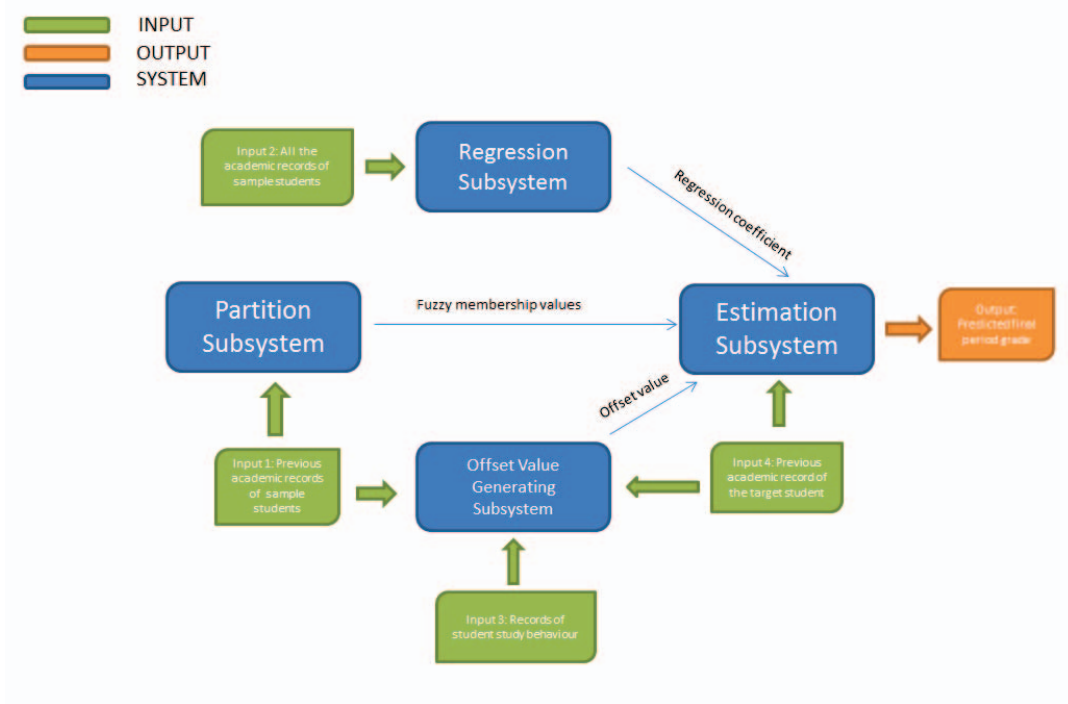 INPUT
OUTPUT
SYSTEM
Input 2: All the
academic records of
sample students
Regression
Subsystem
Regression coefficient
Partition
Subsystem
Fuzzy membership values
Estimation
Subsystem
Output:
Predicted final
period grade
Offset value
Input 1: Previous
academic records
of sample
students
Offset Value
Generating
Subsystem
Input 4: Previous
academic record of
the target student
Input 3: Records of
student study behaviour